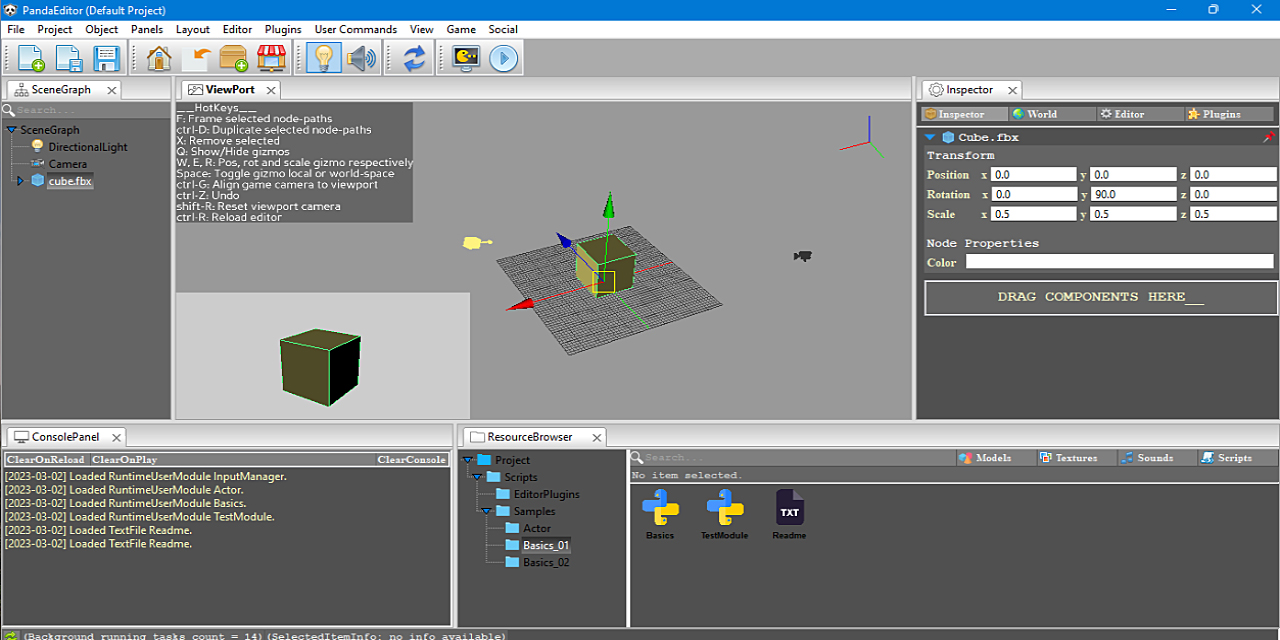 PandaEditor (Default Project)
File Project Object Panels Layout Editor Plugins User Commands View Game Social
SceneGraph
Search...
SceneGraph
DirectionalLight
Camera
cube.fbx
ViewPort
__HotKeys__
F: Frame selected node-paths
ctrl-D: Duplicate selected node-paths
X: Remove selected
Q: Show/Hide gizmos
W, E, R: Pos, rot and scale gizmo respectively
Space: Toggle gizmo local or world-space
ctrl-G: Align game camera to viewport
ctrl-Z: Undo
shift-R: Reset viewport camera
ctrl-R: Reload editor
Inspector
Inspector World Editor Plugins
Cube.fbx
Transform
Position x 0.0 y 0.0 z 0.0
Rotation x 0.0 y 90.0 z 0.0
Scale x 0.5 y 0.5 z 0.5
Node Properties
Color
DRAG COMPONENTS HERE__
ConsolePanel
ClearOnReload ClearOnPlay ClearConsole
[2023-03-02] Loaded RuntimeUserModule InputManager.
[2023-03-02] Loaded RuntimeUserModule Actor.
[2023-03-02] Loaded RuntimeUserModule Basics.
[2023-03-02] Loaded RuntimeUserModule TestModule.
[2023-03-02] Loaded TextFile Readme.
[2023-03-02] Loaded TextFile Readme.
ResourceBrowser
Project
Scripts
EditorPlugins
Samples
Actor
Basics_01
Basics_02
Search... Models Textures Sounds Scripts
No item selected.
TXT
Basics TestModule Readme
(Background running tasks count = 14)(SelectedItemInfo: no info available)